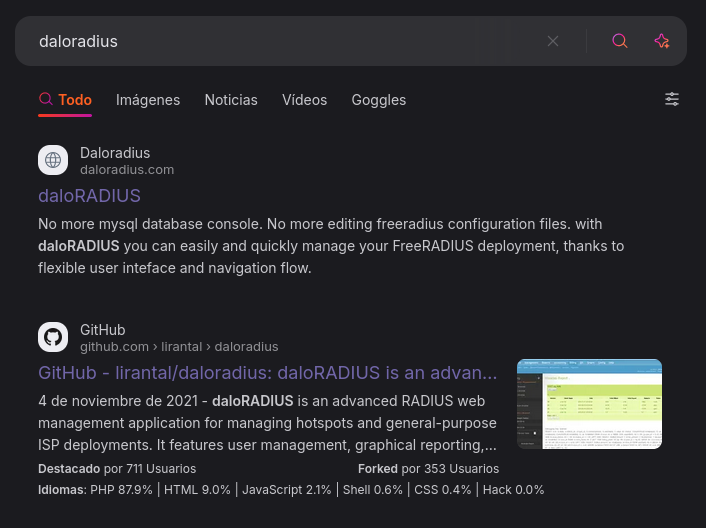 daloradius
Todo Imágenes Noticias Vídeos Goggles
Daloradius
daloradius.com
daloRADIUS
No more mysql database console. No more editing freeradius configuration files. with
daloRADIUS you can easily and quickly manage your FreeRADIUS deployment, thanks to
flexible user inteface and navigation flow.
GitHub
github.com › lirantal › daloradius
GitHub - lirantal/daloradius: daloRADIUS is an advan...
4 de noviembre de 2021 - daloRADIUS is an advanced RADIUS web
management application for managing hotspots and general-purpose
ISP deployments. It features user management, graphical reporting,...
Destacado por 711 Usuarios Forked por 353 Usuarios
Idiomas: PHP 87.9% | HTML 9.0% | JavaScript 2.1% | Shell 0.6% | CSS 0.4% | Hack 0.0%